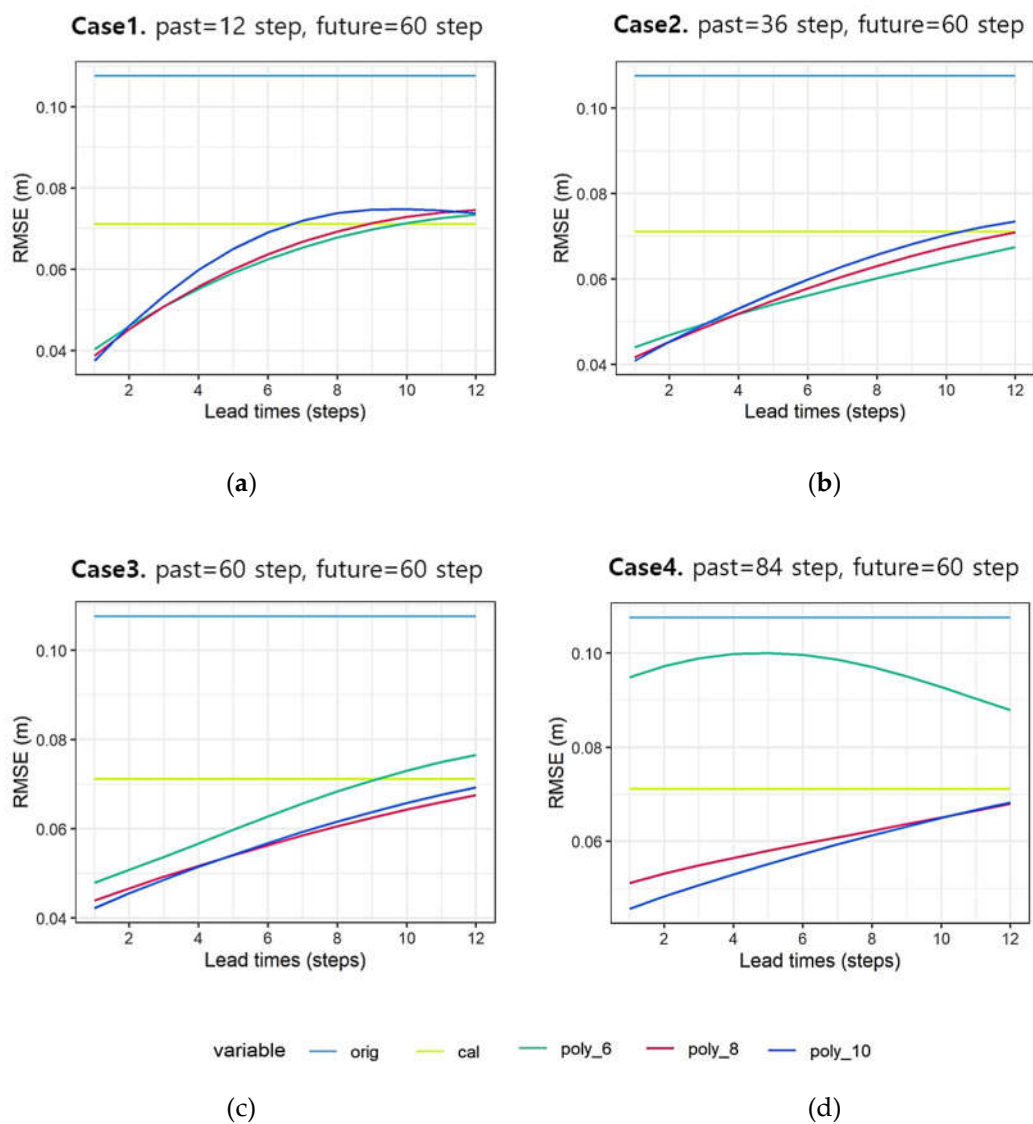 Case1. past=12 step, future=60 step
Case2. past=36 step, future=60 step
0.10
0.08
0.06
0.04
RMSE (m)
2 4 6 8 10 12
Lead times (steps)
0.10
0.08
0.06
0.04
RMSE (m)
2 4 6 8 10 12
Lead times (steps)
(a)
(b)
Case3. past=60 step, future=60 step
Case4. past=84 step, future=60 step
0.10
0.08
0.06
0.04
RMSE (m)
2 4 6 8 10 12
Lead times (steps)
0.10
0.08
0.06
RMSE (m)
2 4 6 8 10 12
Lead times (steps)
variable orig cal poly_6 poly_8 poly_10
(c)
(d)